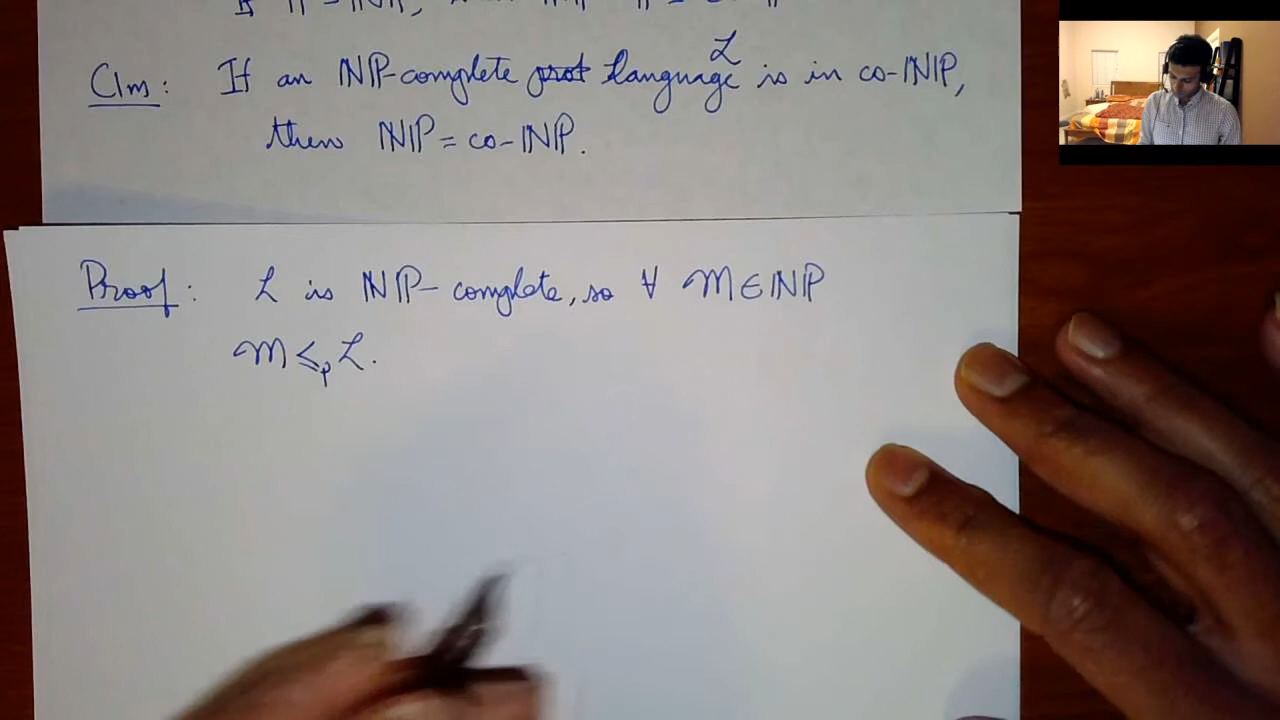 Clm: If an NP-complete language L is in co-NP,
then NP = co-NP.
Proof: L is NP-complete, so ∀ M∈NP
M ≤p L.